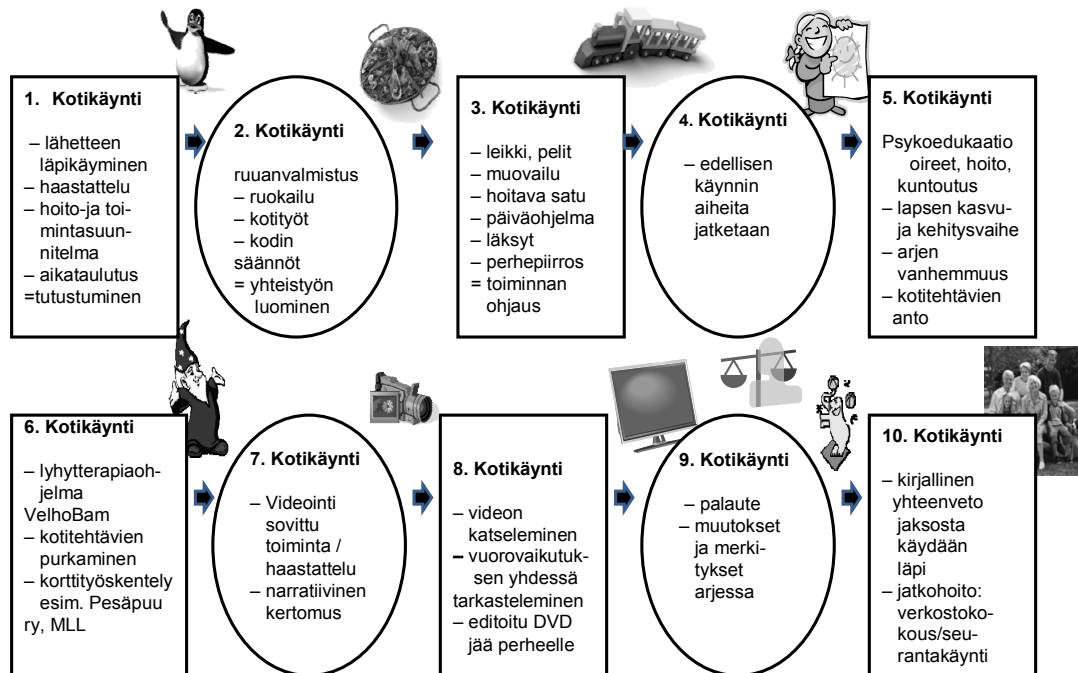 1. Kotikäynti
– lähetteen
läpikäyminen
– haastattelu
– hoito-ja toi-
mintasuun-
nitelma
– aikataulutus
=tutustuminen
2. Kotikäynti
ruuanvalmistus
– ruokailu
– kotityöt
– kodin
säännöt
= yhteistyön
luominen
3. Kotikäynti
– leikki, pelit
– muovailu
– hoitava satu
– päiväohjelma
– läksyt
– perhepiirros
= toiminnan
ohjaus
4. Kotikäynti
– edellisen
käynnin
aiheita
jatketaan
5. Kotikäynti
Psykoedukaatio
oireet, hoito,
kuntoutus
– lapsen kasvu-
ja kehitysvaihe
– arjen
vanhemmuus
– kotitehtävien
anto
6. Kotikäynti
– lyhytterapiaoh-
jelma
VelhoBam
– kotitehtävien
purkaminen
– korttityöskentely
esim. Pesäpuu
ry, MLL
7. Kotikäynti
– Videointi
sovittu
toiminta /
haastattelu
– narratiivinen
kertomus
8. Kotikäynti
– videon
katseleminen
– vuorovaikutuk-
sen yhdessä
tarkasteleminen
– editoitu DVD
jää perheelle
9. Kotikäynti
– palaute
– muutokset
ja merki-
tykset
arjessa
10. Kotikäynti
– kirjallinen
yhteenveto
jaksosta
käydään
läpi
– jatkohoito:
verkostoko-
kous/seu-
rantakäynti